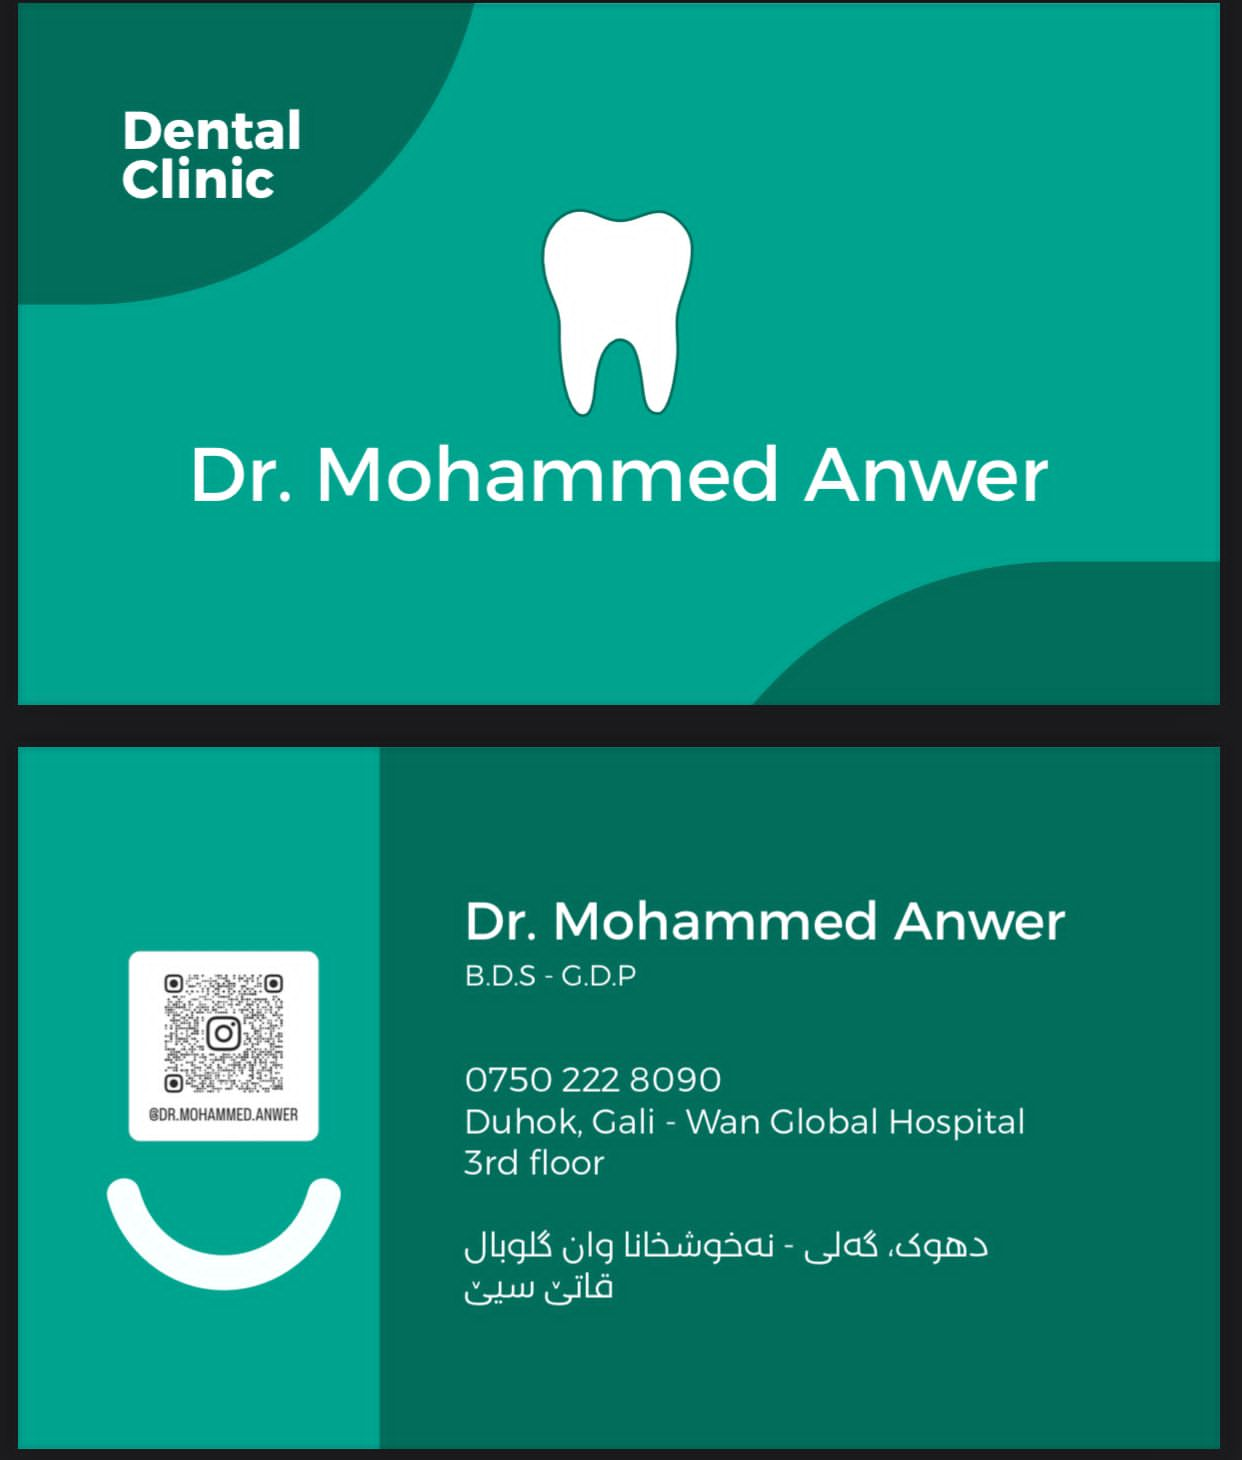 Dental
Clinic
Dr. Mohammed Anwer
@DR.MOHAMMED.ANWER
Dr. Mohammed Anwer
B.D.S - G.D.P
0750 222 8090
Duhok, Gali - Wan Global Hospital
3rd floor
دهوک، گەلی - نەخوشخانا وان گلوبال
قاتێ سیێ